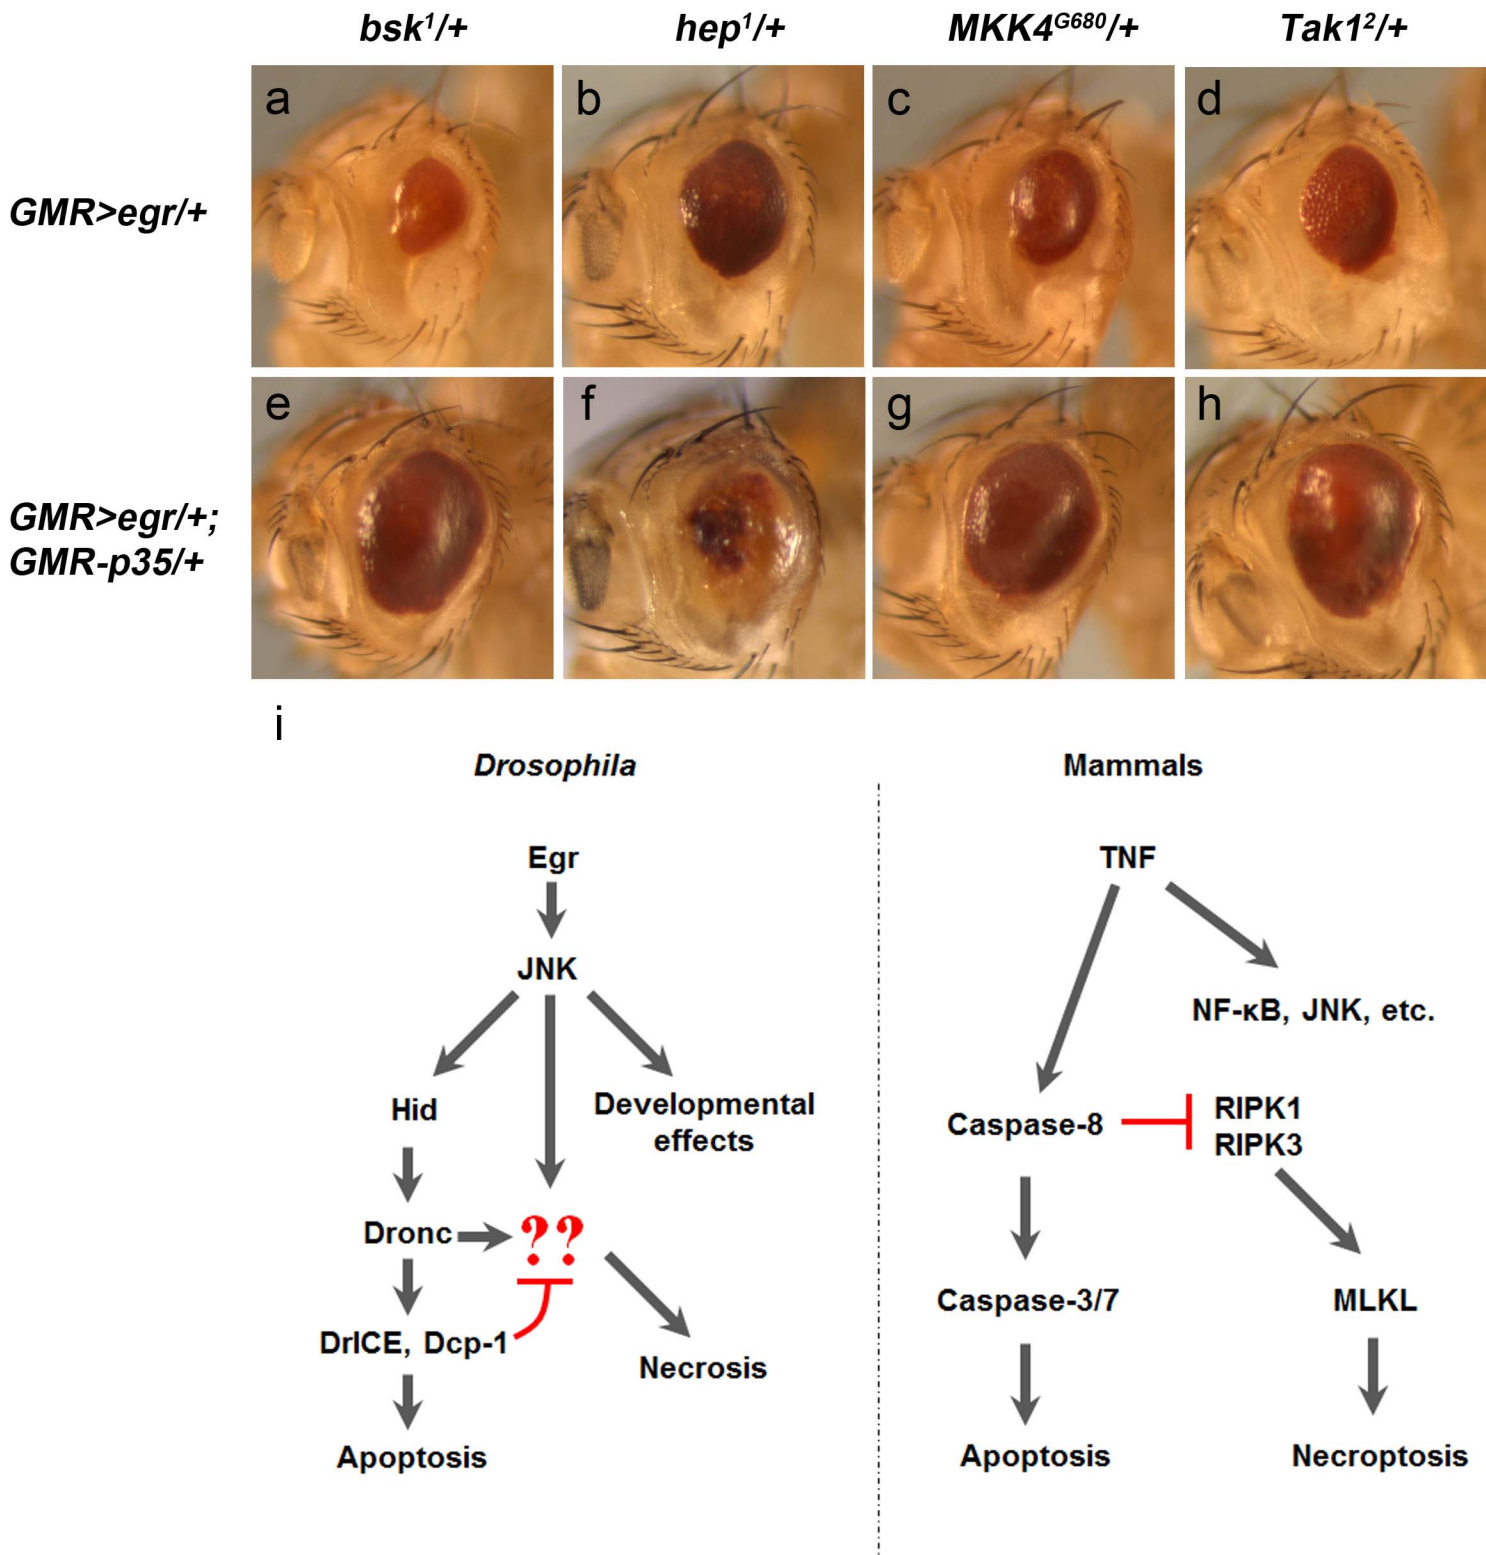 bsk¹/+ hep¹/+ MKK4ᴳ⁶⁸⁰/+ Tak1²/+
a b c d
GMR>egr/+
e f g h
GMR>egr/+;
GMR-p35/+
i
Drosophila
Egr
JNK
Hid
Developmental
effects
Dronc ??
DrICE, Dcp-1
Necrosis
Apoptosis
Mammals
TNF
NF-κB, JNK, etc.
Caspase-8
RIPK1
RIPK3
Caspase-3/7
MLKL
Apoptosis
Necroptosis